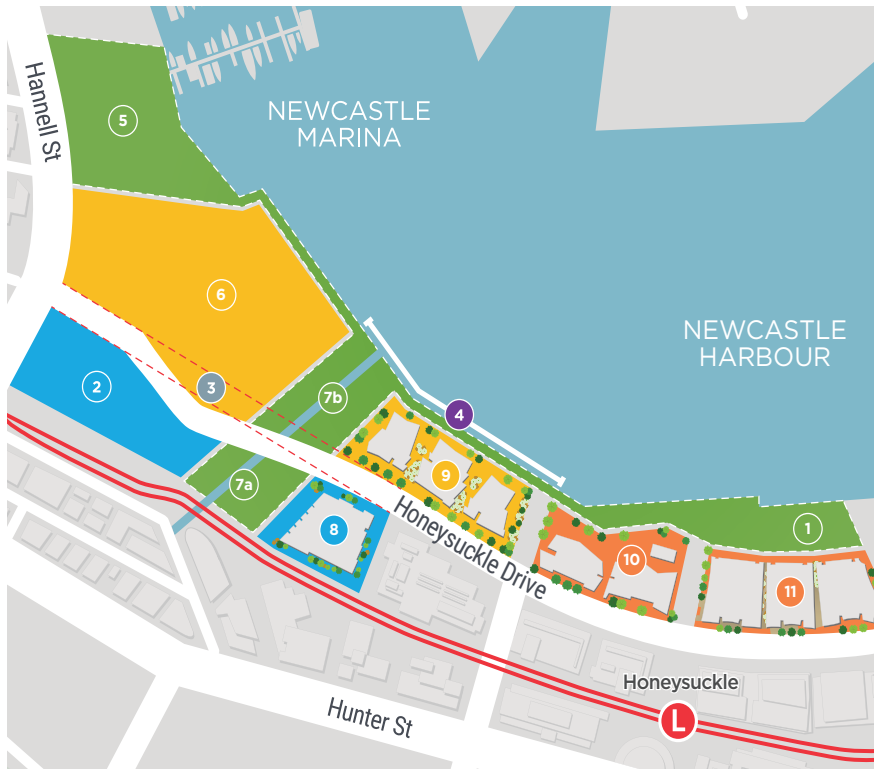 Hannell St
5
NEWCASTLE
MARINA
6
NEWCASTLE
HARBOUR
2
3
7b
4
7a
9
8
Honeysuckle Drive
1
10
11
Honeysuckle
L
Hunter St